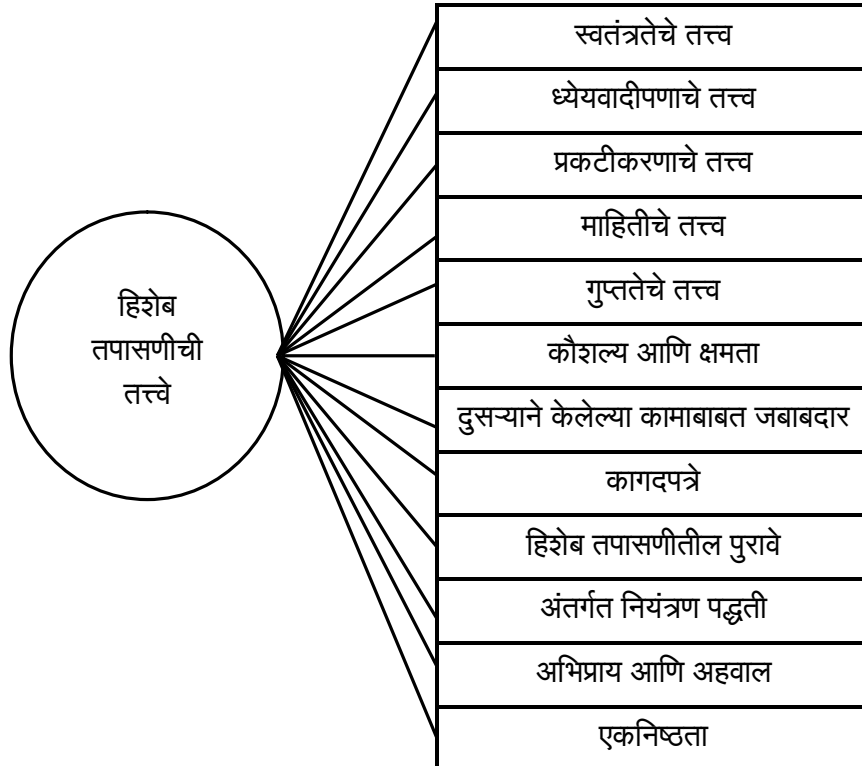 हिशेब
तपासणीची
तत्त्वे
स्वतंत्रतेचे तत्त्व
ध्येयवादीपणाचे तत्त्व
प्रकटीकरणाचे तत्त्व
माहितीचे तत्त्व
गुप्ततेचे तत्त्व
कौशल्य आणि क्षमता
दुसऱ्याने केलेल्या कामाबाबत जबाबदार
कागदपत्रे
हिशेब तपासणीतील पुरावे
अंतर्गत नियंत्रण पद्धती
अभिप्राय आणि अहवाल
एकनिष्ठता